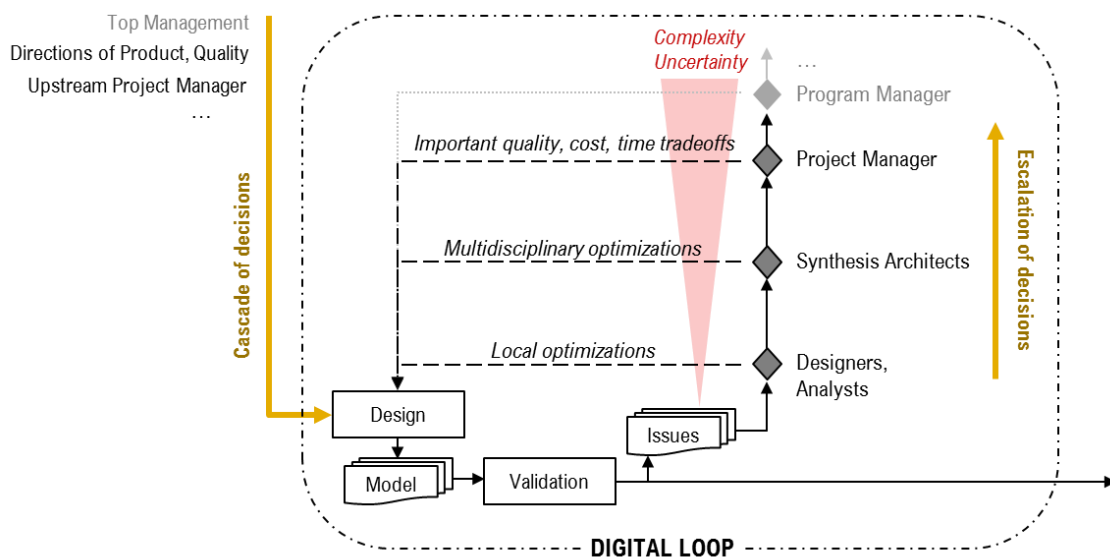 Top Management
Directions of Product, Quality
Upstream Project Manager
…
Cascade of decisions
Complexity
Uncertainty
…
Program Manager
Important quality, cost, time tradeoffs
Project Manager
Multidisciplinary optimizations
Synthesis Architects
Local optimizations
Designers,
Analysts
Escalation of decisions
Design
Issues
Model
Validation
DIGITAL LOOP